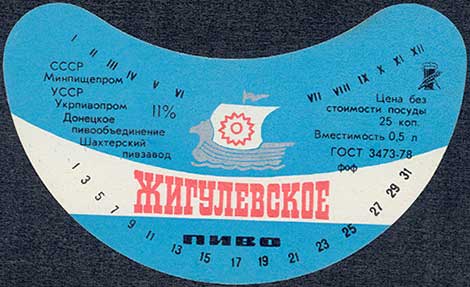 I II III IV V VI
VII VIII IX X XI XII
СССР
Минпищепром
УССР
Укрпивопром
Донецкое
пивообъединение
Шахтерский
пивзавод
11%
Цена без
стоимости посуды
25 коп.
Вместимость 0,5 л
ГОСТ 3473-78
фоф
ЖИГУЛЕВСКОЕ
ПИВО
1 3 5 7 9 11 13 15 17 19 21 23 25 27 29 31